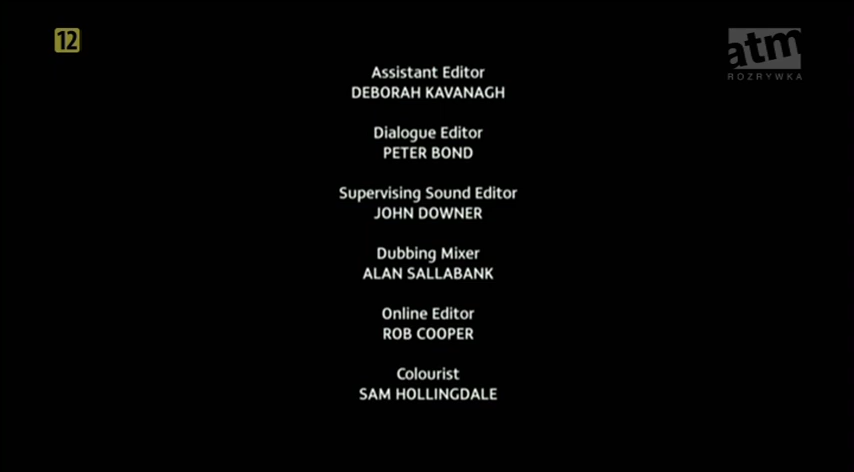 12
atm
ROZRYWKA
Assistant Editor
DEBORAH KAVANAGH
Dialogue Editor
PETER BOND
Supervising Sound Editor
JOHN DOWNER
Dubbing Mixer
ALAN SALLABANK
Online Editor
ROB COOPER
Colourist
SAM HOLLINGDALE